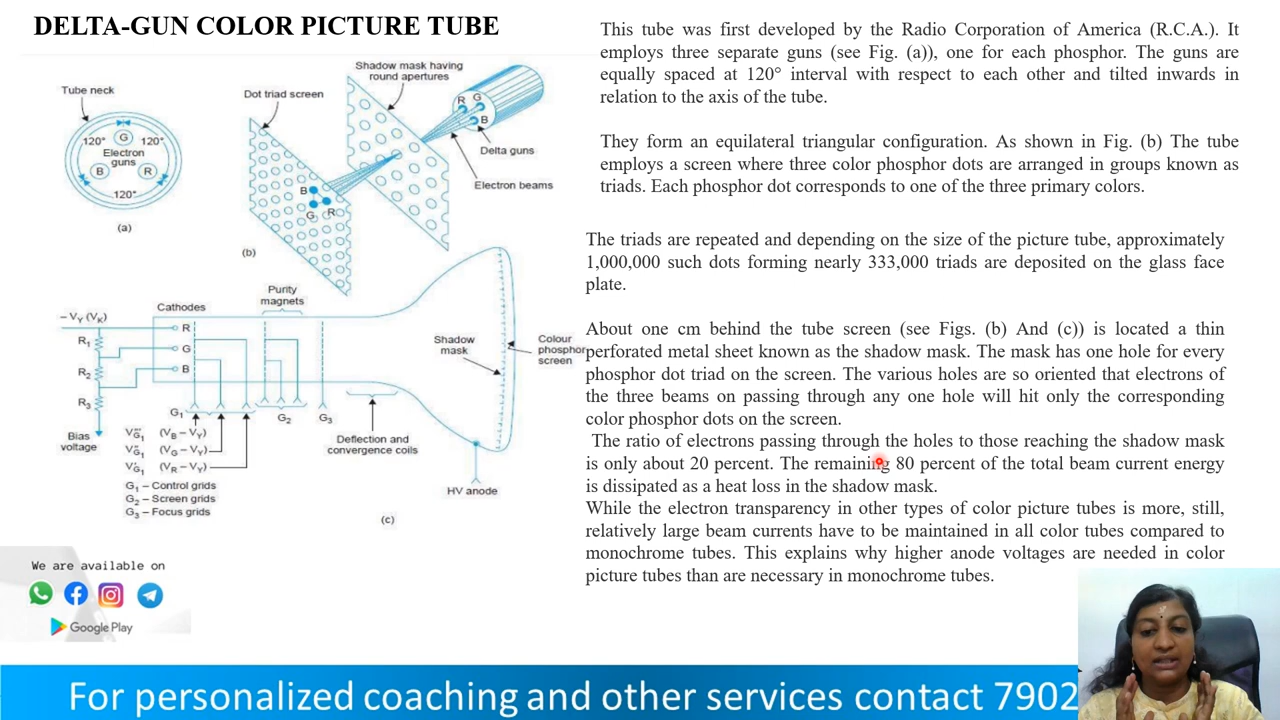 DELTA-GUN COLOR PICTURE TUBE
Tube neck
120°
G
120°
Electron
guns
B
R
120°
(a)
Dot triad screen
Shadow mask having
round apertures
R
G
B
Delta guns
Electron beams
B
G
R
(b)
Cathodes
Purity
magnets
– VY (VK)
R
G
B
R1
R2
R3
Bias
voltage
G1
G2
G3
V‴G1 (VB – VY)
V″G1 (VG – VY)
V′G1 (VR – VY)
G1 – Control grids
G2 – Screen grids
G3 – Focus grids
Deflection and
convergence coils
Shadow
mask
Colour
phosphor
screen
HV anode
(c)
This tube was first developed by the Radio Corporation of America (R.C.A.). It
employs three separate guns (see Fig. (a)), one for each phosphor. The guns are
equally spaced at 120° interval with respect to each other and tilted inwards in
relation to the axis of the tube.
They form an equilateral triangular configuration. As shown in Fig. (b) The tube
employs a screen where three color phosphor dots are arranged in groups known as
triads. Each phosphor dot corresponds to one of the three primary colors.
The triads are repeated and depending on the size of the picture tube, approximately
1,000,000 such dots forming nearly 333,000 triads are deposited on the glass face
plate.
About one cm behind the tube screen (see Figs. (b) And (c)) is located a thin
perforated metal sheet known as the shadow mask. The mask has one hole for every
phosphor dot triad on the screen. The various holes are so oriented that electrons of
the three beams on passing through any one hole will hit only the corresponding
color phosphor dots on the screen.
The ratio of electrons passing through the holes to those reaching the shadow mask
is only about 20 percent. The remaining 80 percent of the total beam current energy
is dissipated as a heat loss in the shadow mask.
While the electron transparency in other types of color picture tubes is more, still,
relatively large beam currents have to be maintained in all color tubes compared to
monochrome tubes. This explains why higher anode voltages are needed in color
picture tubes than are necessary in monochrome tubes.
We are available on
Google Play
For personalized coaching and other services contact 7902